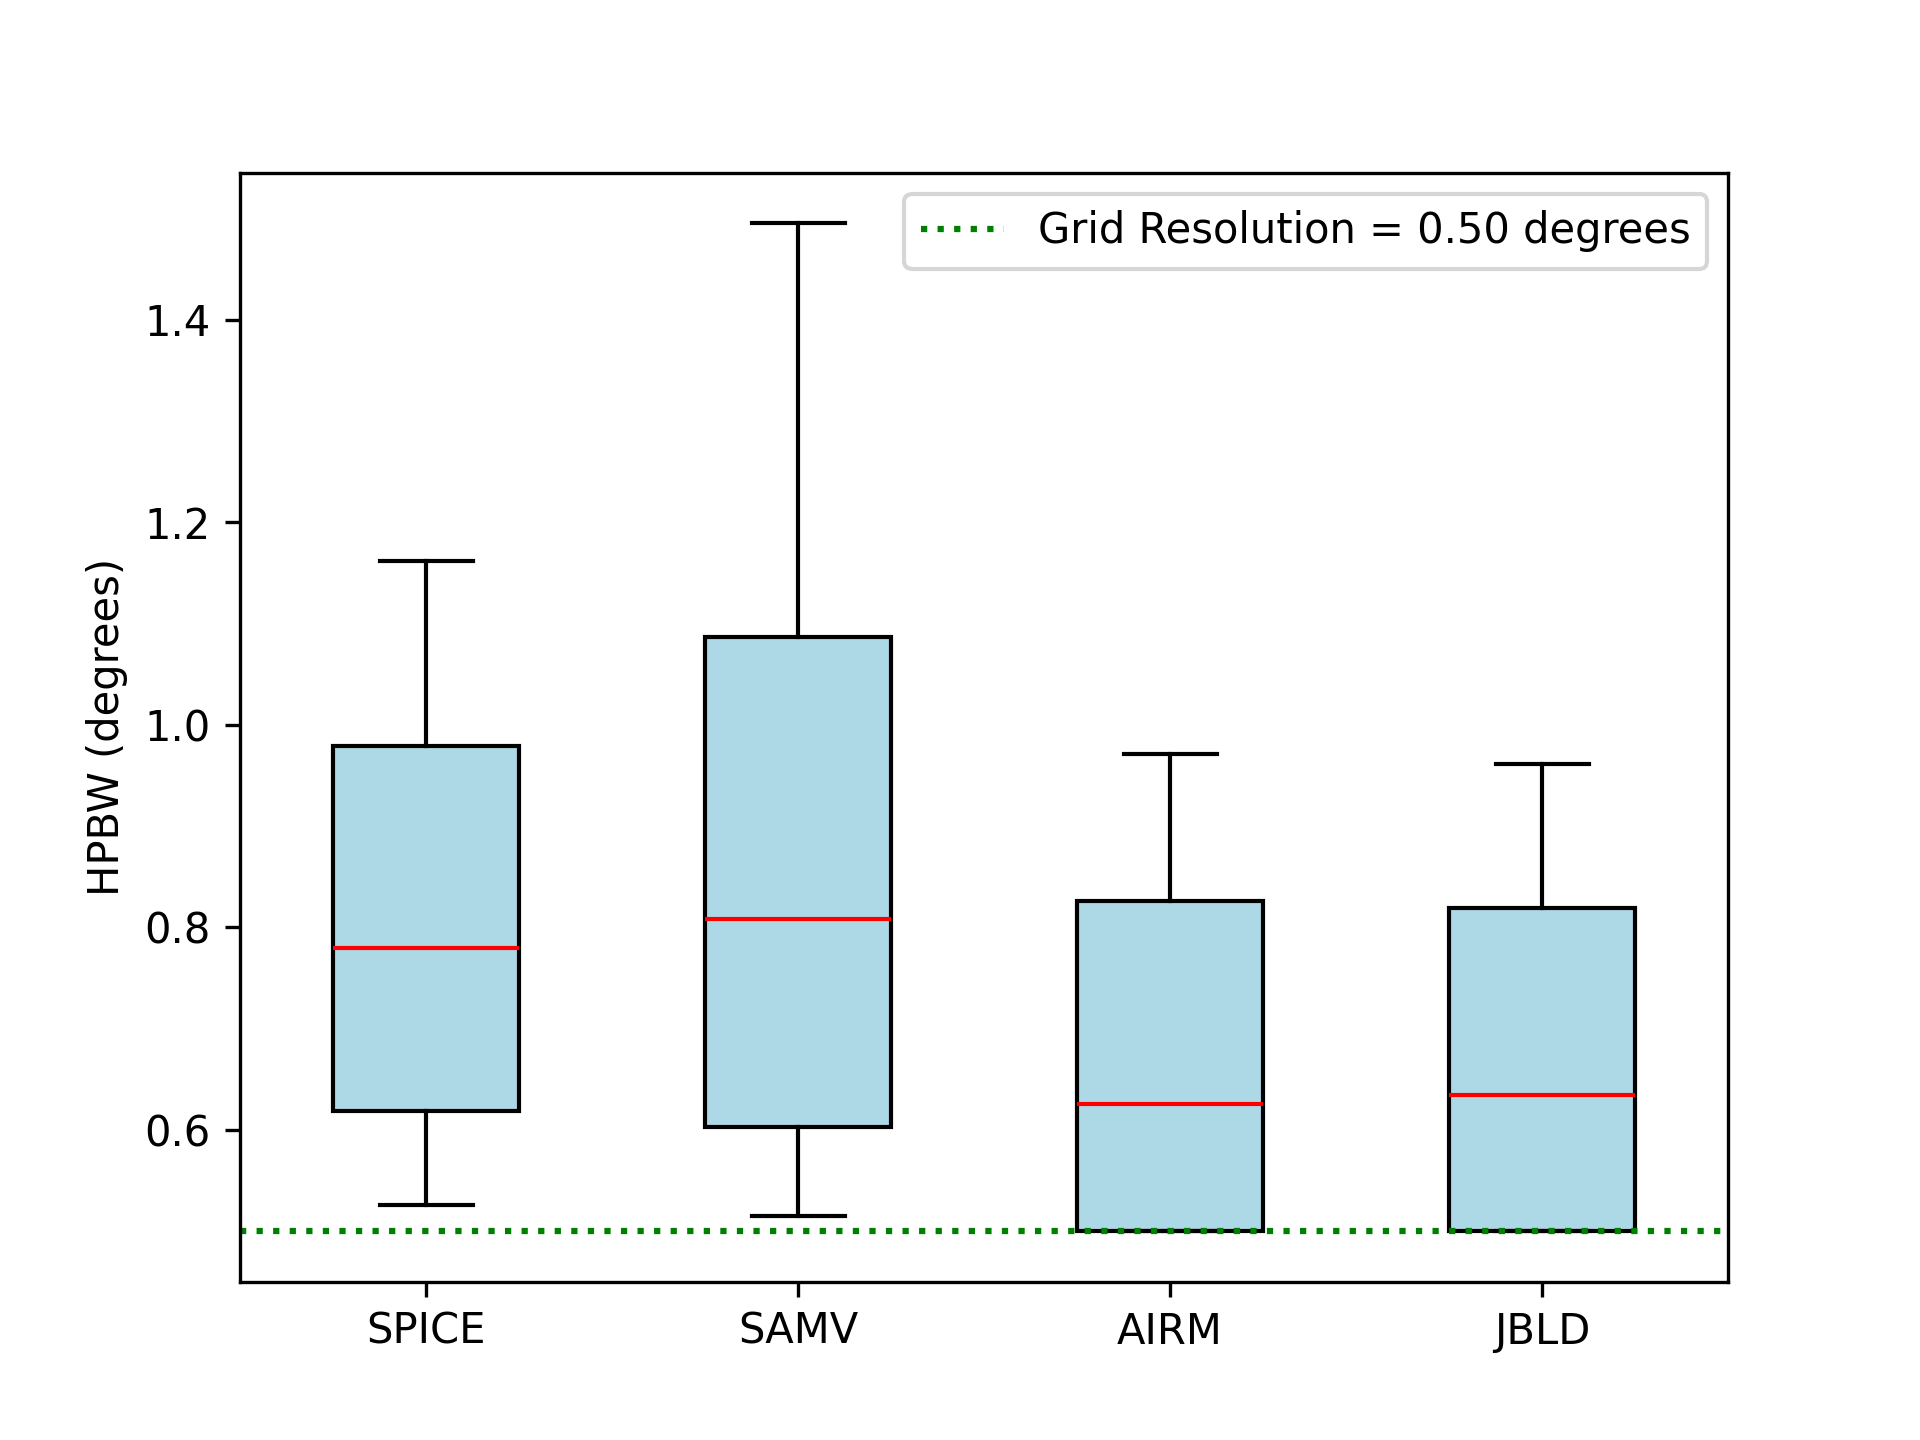 Grid Resolution = 0.50 degrees
HPBW (degrees)
1.4
1.2
1.0
0.8
0.6
SPICE SAMV AIRM JBLD